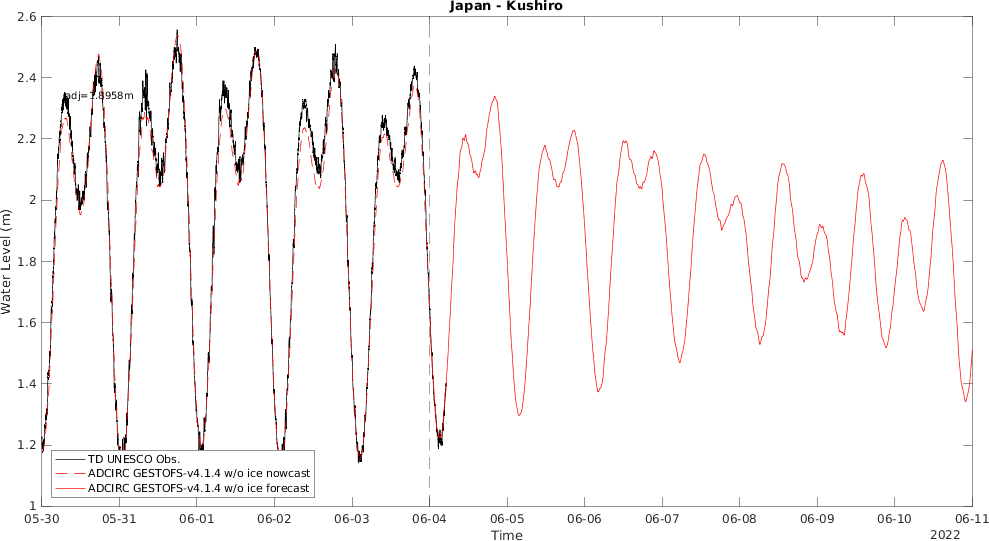 Japan - Kushiro
2.6
2.4
2.2
2
1.8
1.6
1.4
1.2
1
Water Level (m)
adj=1.8958m
TD UNESCO Obs.
ADCIRC GESTOFS-v4.1.4 w/o ice nowcast
ADCIRC GESTOFS-v4.1.4 w/o ice forecast
05-30 05-31 06-01 06-02 06-03 06-04 06-05 06-06 06-07 06-08 06-09 06-10 06-11
Time
2022